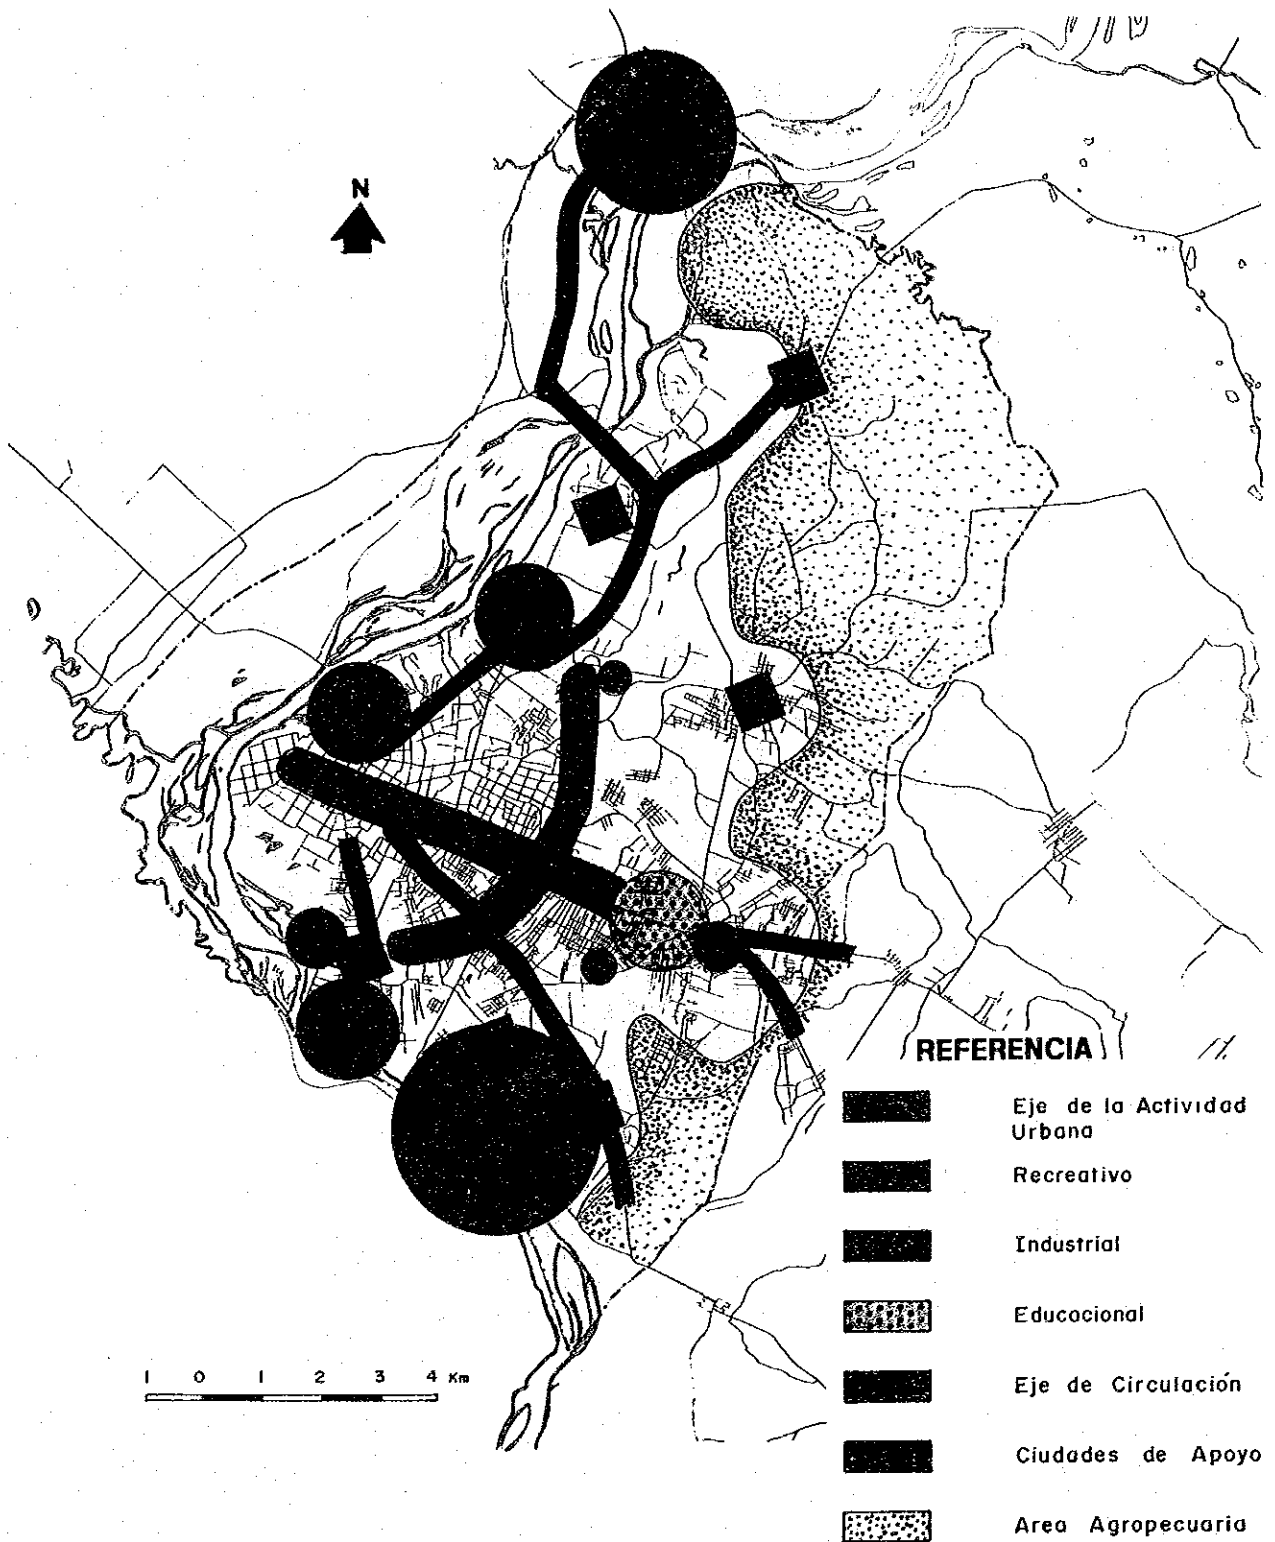 N
REFERENCIA
Eje de la Actividad
Urbana
Recreativo
Industrial
Educocional
Eje de Circulación
Ciudades de Apoyo
Area Agropecuaria
1 0 1 2 3 4 Km